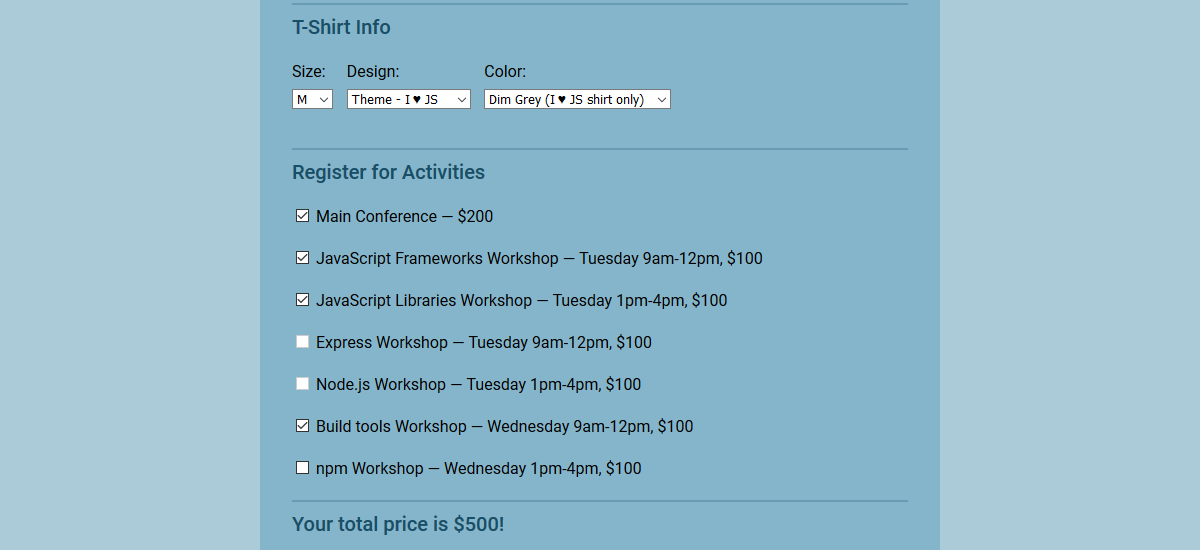 T-Shirt Info
Size: Design: Color:
M Theme - I ♥ JS Dim Grey (I ♥ JS shirt only)
Register for Activities
Main Conference — $200
JavaScript Frameworks Workshop — Tuesday 9am-12pm, $100
JavaScript Libraries Workshop — Tuesday 1pm-4pm, $100
Express Workshop — Tuesday 9am-12pm, $100
Node.js Workshop — Tuesday 1pm-4pm, $100
Build tools Workshop — Wednesday 9am-12pm, $100
npm Workshop — Wednesday 1pm-4pm, $100
Your total price is $500!